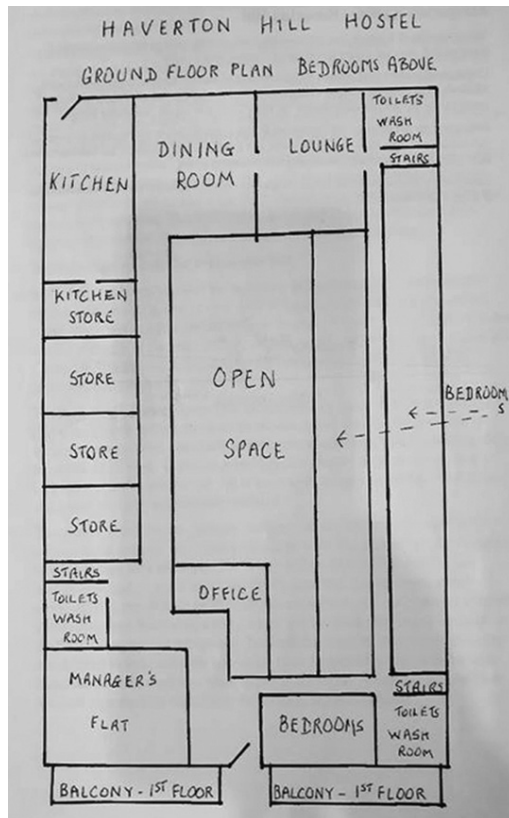 HAVERTON HILL HOSTEL
GROUND FLOOR PLAN BEDROOMS ABOVE
TOILETS
WASH
ROOM
STAIRS
DINING
ROOM
LOUNGE
KITCHEN
KITCHEN
STORE
STORE
OPEN
SPACE
BEDROOM
S
STORE
STORE
STAIRS
TOILETS
WASH
ROOM
OFFICE
MANAGER'S
FLAT
BEDROOMS
STAIRS
TOILETS
WASH
ROOM
BALCONY - 1ST FLOOR
BALCONY - 1ST FLOOR